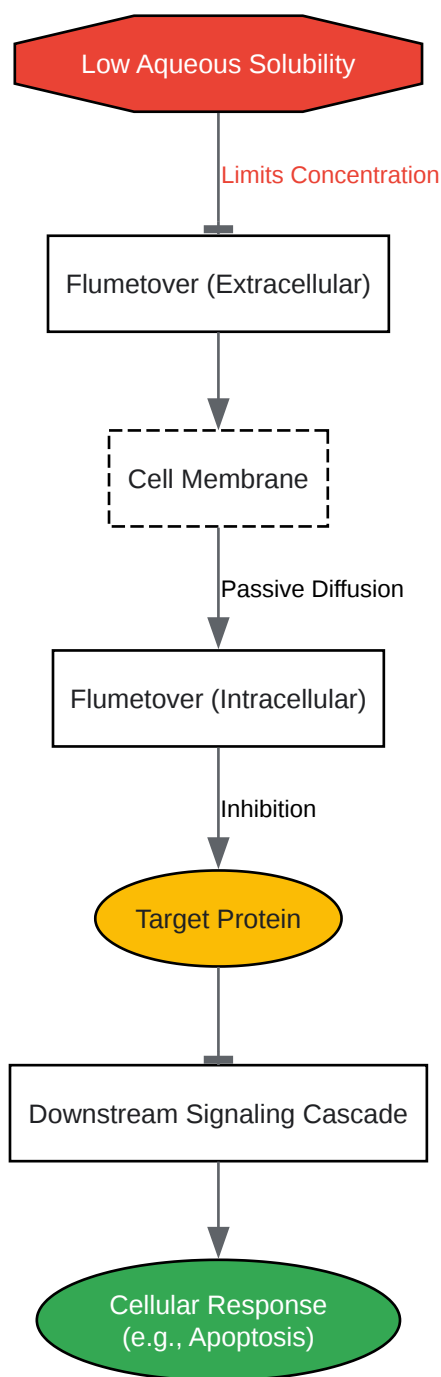 Low Aqueous Solubility
Limits Concentration
Flumetover (Extracellular)
Cell Membrane
Passive Diffusion
Flumetover (Intracellular)
Inhibition
Target Protein
Downstream Signaling Cascade
Cellular Response
(e.g., Apoptosis)